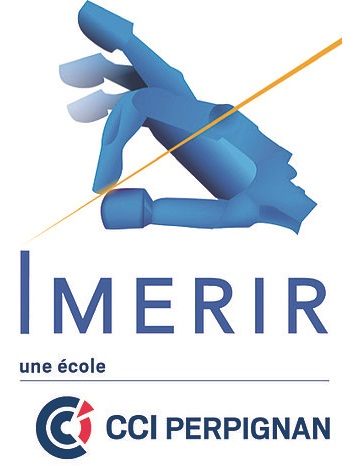 IMERIR
une école
CCI PERPIGNAN